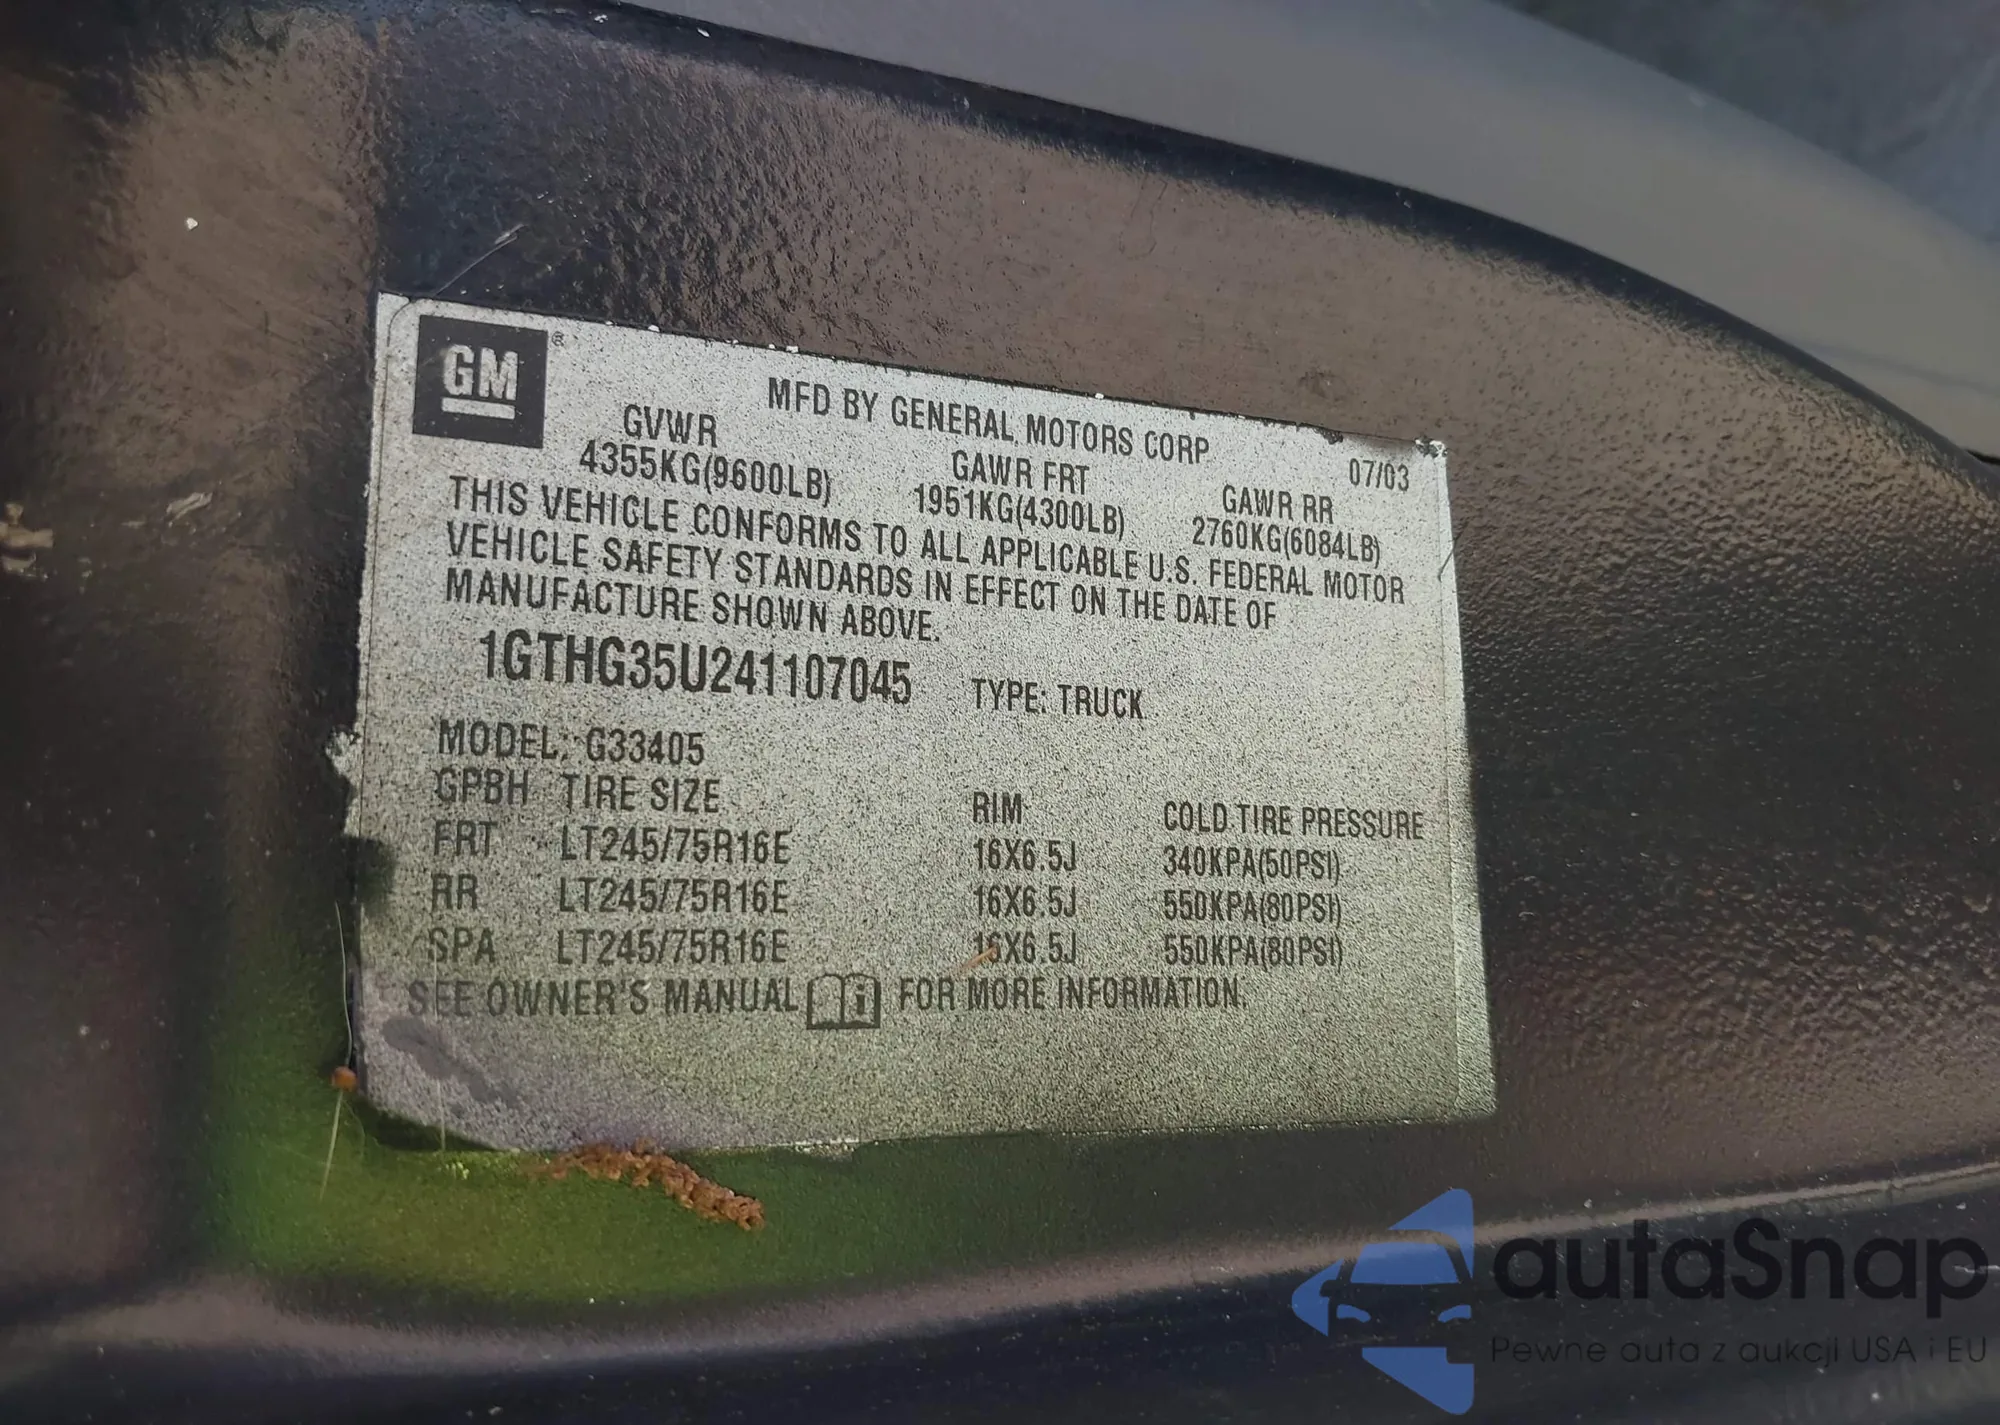 GM®
MFD BY GENERAL MOTORS CORP 07/03
GVWR GAWR FRT GAWR RR
4355KG(9600LB) 1951KG(4300LB) 2760KG(6084LB)
THIS VEHICLE CONFORMS TO ALL APPLICABLE U.S. FEDERAL MOTOR
VEHICLE SAFETY STANDARDS IN EFFECT ON THE DATE OF
MANUFACTURE SHOWN ABOVE.
1GTHG35U241107045 TYPE: TRUCK
MODEL: G33405
GPBH TIRE SIZE RIM COLD TIRE PRESSURE
FRT LT245/75R16E 16X6.5J 340KPA(50PSI)
RR LT245/75R16E 16X6.5J 550KPA(80PSI)
SPA LT245/75R16E 16X6.5J 550KPA(80PSI)
SEE OWNER'S MANUAL i FOR MORE INFORMATION.
autaSnap
Pewne auta z aukcji USA i EU